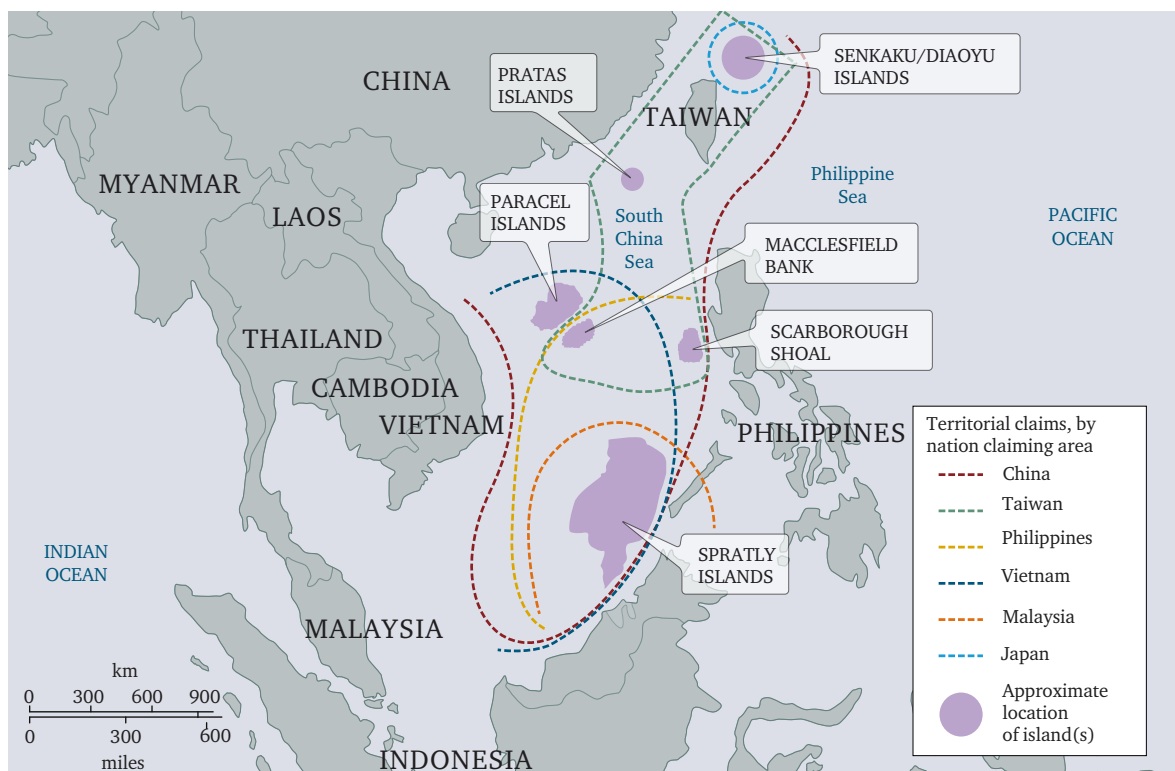 SENKAKU/DIAOYU
ISLANDS
CHINA
PRATAS
ISLANDS
TAIWAN
MYANMAR
Philippine
Sea
PARACEL
ISLANDS
LAOS
South
China
Sea
PACIFIC
OCEAN
MACCLESFIELD
BANK
THAILAND
SCARBOROUGH
SHOAL
CAMBODIA
VIETNAM
PHILIPPINES
Territorial claims, by
nation claiming area
China
Taiwan
Philippines
Vietnam
Malaysia
Japan
Approximate
location
of island(s)
INDIAN
OCEAN
SPRATLY
ISLANDS
MALAYSIA
km
0 300 600 900
0 300 600
miles
INDONESIA